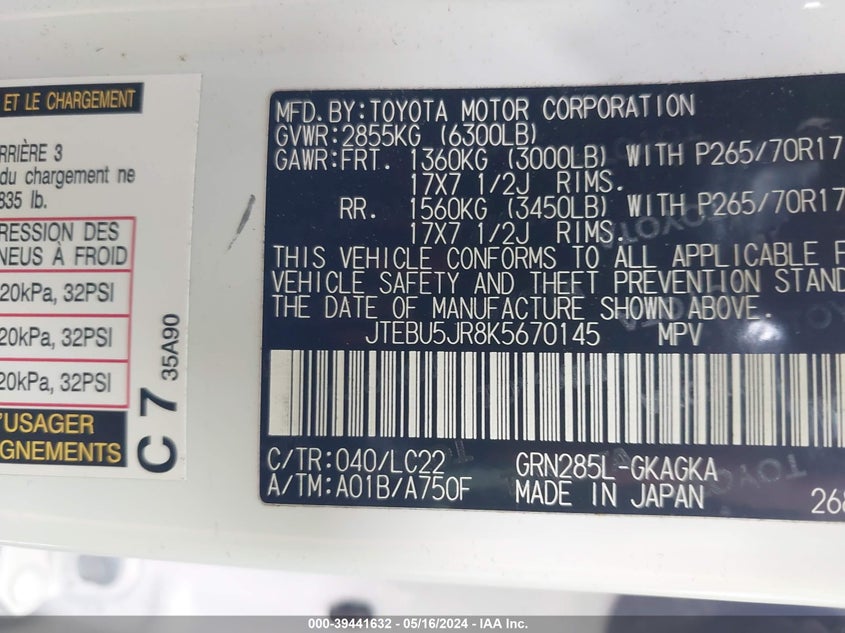 ET LE CHARGEMENT
RRIÈRE 3
du chargement ne
835 lb.
RESSION DES
NEUS À FROID
20kPa, 32PSI
20kPa, 32PSI
20kPa, 32PSI
'USAGER
IGNEMENTS
C 7 35A90
MFD. BY: TOYOTA MOTOR CORPORATION
GVWR: 2855KG (6300LB)
GAWR: FRT. 1360KG (3000LB) WITH P265/70R17
17X7 1/2J RIMS.
RR. 1560KG (3450LB) WITH P265/70R17
17X7 1/2J RIMS.
THIS VEHICLE CONFORMS TO ALL APPLICABLE F
VEHICLE SAFETY AND THEFT PREVENTION STAND
THE DATE OF MANUFACTURE SHOWN ABOVE.
JTEBU5JR8K5670145 MPV
C/TR: 040/LC22 GRN285L-GKAGKA
A/TM: A01B/A750F MADE IN JAPAN 268
000-39441632 - 05/16/2024 - IAA Inc.